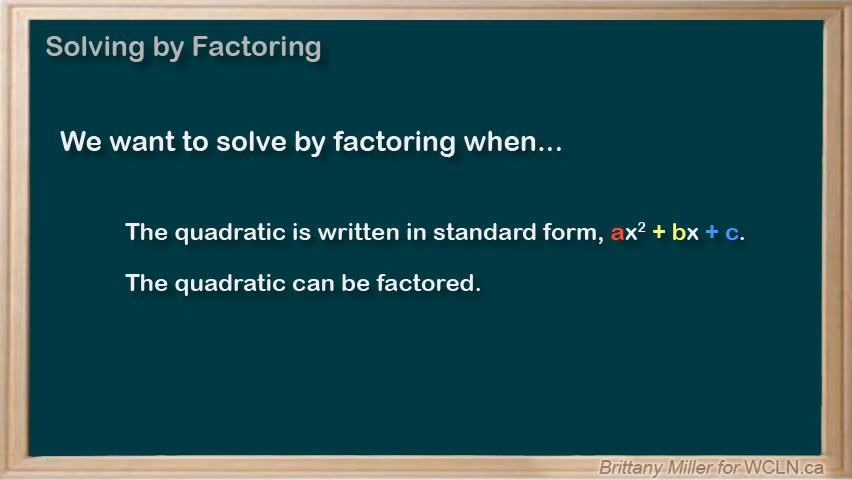 Solving by Factoring
We want to solve by factoring when...
The quadratic is written in standard form, ax² + bx + c.
The quadratic can be factored.
Brittany Miller for WCLN.ca